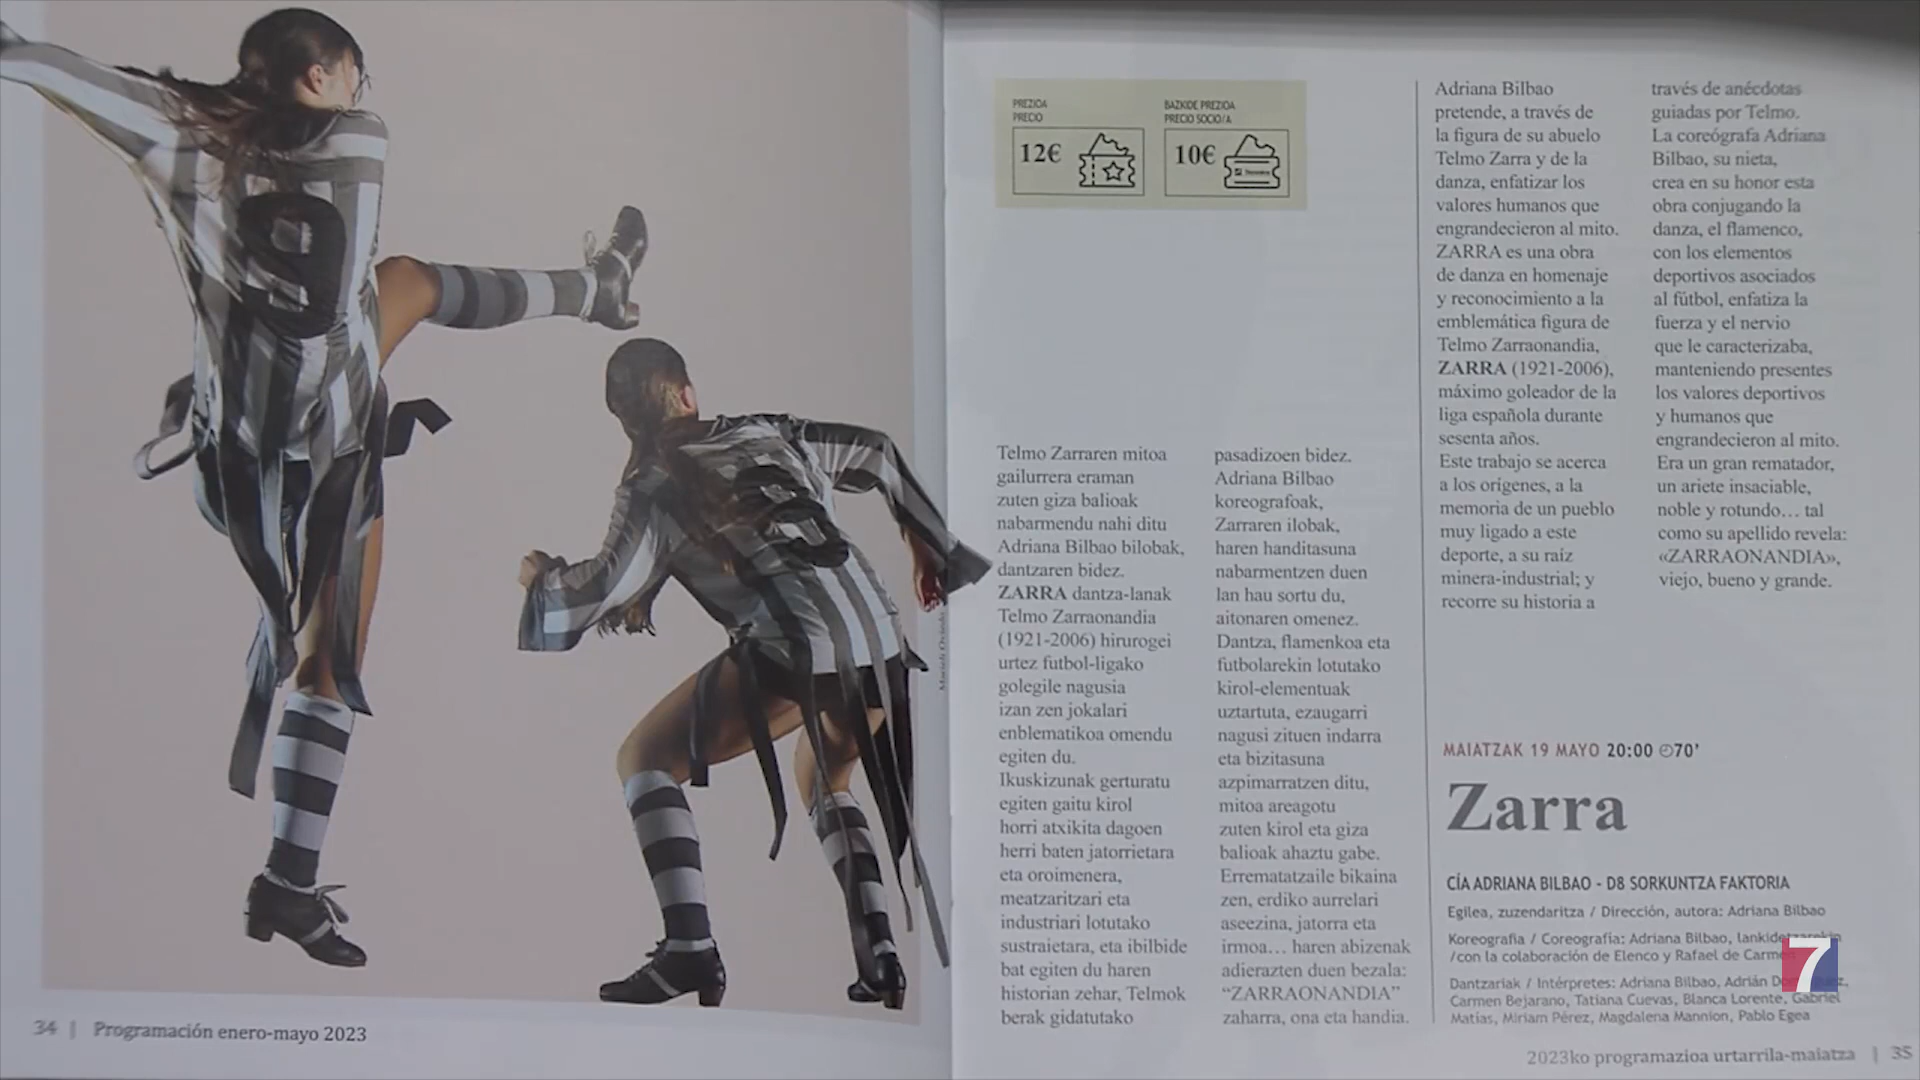 9
34 | Programación enero-mayo 2023
PREZIOA
PRECIO
12€
BAZKIDE PREZIOA
PRECIO SOCIO/A
10€
Telmo Zarraren mitoa
gailurrera eraman
zuten giza balioak
nabarmendu nahi ditu
Adriana Bilbao bilobak,
dantzaren bidez.
ZARRA dantza-lanak
Telmo Zarraonandia
(1921-2006) hirurogei
urtez futbol-ligako
golegile nagusia
izan zen jokalari
enblematikoa omendu
egiten du.
Ikuskizunak gerturatu
egiten gaitu kirol
horri atxikita dagoen
herri baten jatorrietara
eta oroimenera,
meatzaritzari eta
industriari lotutako
sustraietara, eta ibilbide
bat egiten du haren
historian zehar, Telmok
berak gidatutako
pasadizoen bidez.
Adriana Bilbao
koreografoak,
Zarraren ilobak,
haren handitasuna
nabarmentzen duen
lan hau sortu du,
aitonaren omenez.
Dantza, flamenkoa eta
futbolarekin lotutako
kirol-elementuak
uztartuta, ezaugarri
nagusi zituen indarra
eta bizitasuna
azpimarratzen ditu,
mitoa areagotu
zuten kirol eta giza
balioak ahaztu gabe.
Errematatzaile bikaina
zen, erdiko aurrelari
aseezina, jatorra eta
irmoa… haren abizenak
adierazten duen bezala:
“ZARRAONANDIA”
zaharra, ona eta handia.
Adriana Bilbao
pretende, a través de
la figura de su abuelo
Telmo Zarra y de la
danza, enfatizar los
valores humanos que
engrandecieron al mito.
ZARRA es una obra
de danza en homenaje
y reconocimiento a la
emblemática figura de
Telmo Zarraonandia,
ZARRA (1921-2006),
máximo goleador de la
liga española durante
sesenta años.
Este trabajo se acerca
a los orígenes, a la
memoria de un pueblo
muy ligado a este
deporte, a su raíz
minera-industrial; y
recorre su historia a
través de anécdotas
guiadas por Telmo.
La coreógrafa Adriana
Bilbao, su nieta,
crea en su honor esta
obra conjugando la
danza, el flamenco,
con los elementos
deportivos asociados
al fútbol, enfatiza la
fuerza y el nervio
que le caracterizaba,
manteniendo presentes
los valores deportivos
y humanos que
engrandecieron al mito.
Era un gran rematador,
un ariete insaciable,
noble y rotundo… tal
como su apellido revela:
«ZARRAONANDIA»,
viejo, bueno y grande.
MAIATZAK 19 MAYO 20:00 70’
Zarra
CÍA ADRIANA BILBAO - D8 SORKUNTZA FAKTORIA
Egilea, zuzendaritza / Dirección, autora: Adriana Bilbao
Koreografia / Coreografía: Adriana Bilbao,
/con la colaboración de Elenco y Rafael de
Dantzariak / Intérpretes: Adriana Bilbao, Adrián
Carmen Bejarano, Tatiana Cuevas, Blanca Lorente, Gabriel
Matías, Miriam Pérez, Magdalena Mannion, Pablo Egea
7
2023ko programazioa urtarrila-maiatza | 35